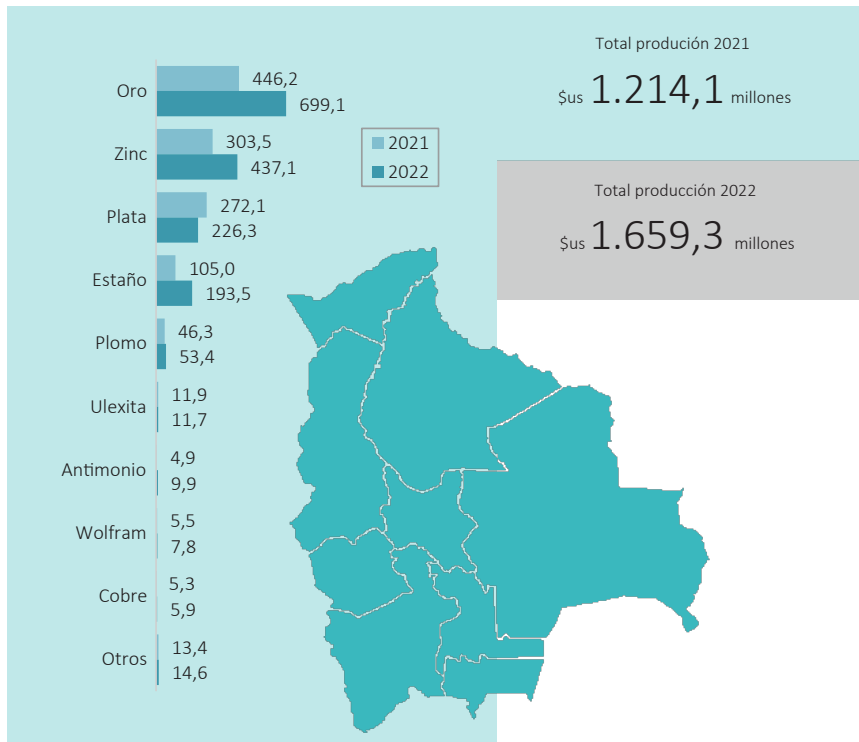 Total produción 2021
$us 1.214,1 millones
Total producción 2022
$us 1.659,3 millones
2021
2022
Oro
446,2
699,1
Zinc
303,5
437,1
Plata
272,1
226,3
Estaño
105,0
193,5
Plomo
46,3
53,4
Ulexita
11,9
11,7
Antimonio
4,9
9,9
Wolfram
5,5
7,8
Cobre
5,3
5,9
Otros
13,4
14,6